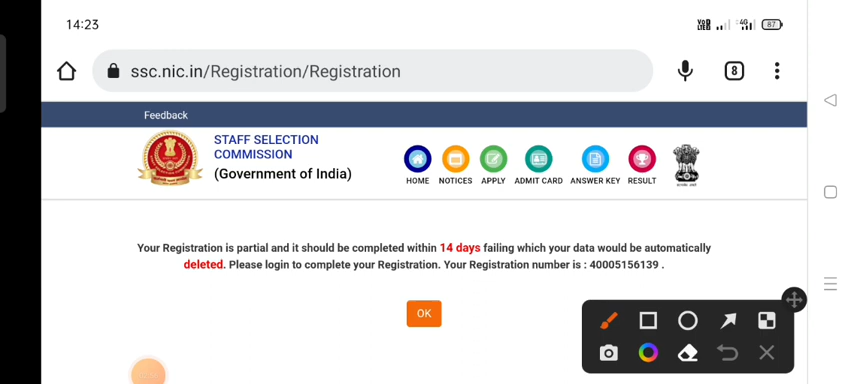 14:23
87
ssc.nic.in/Registration/Registration
8
Feedback
STAFF SELECTION
COMMISSION
(Government of India)
HOME NOTICES APPLY ADMIT CARD ANSWER KEY RESULT
Your Registration is partial and it should be completed within 14 days failing which your data would be automatically
deleted. Please login to complete your Registration. Your Registration number is : 40005156139 .
OK